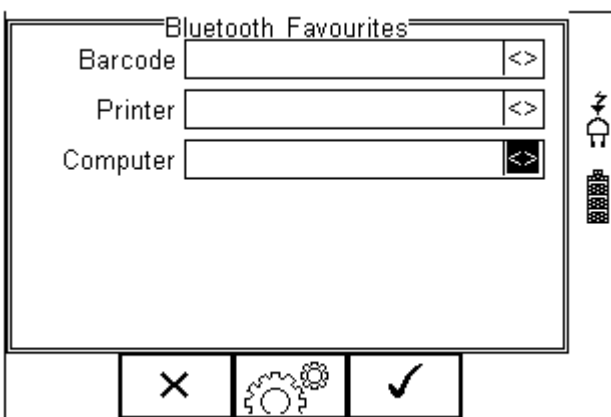 Bluetooth Favourites
Barcode <>
Printer <>
Computer <>